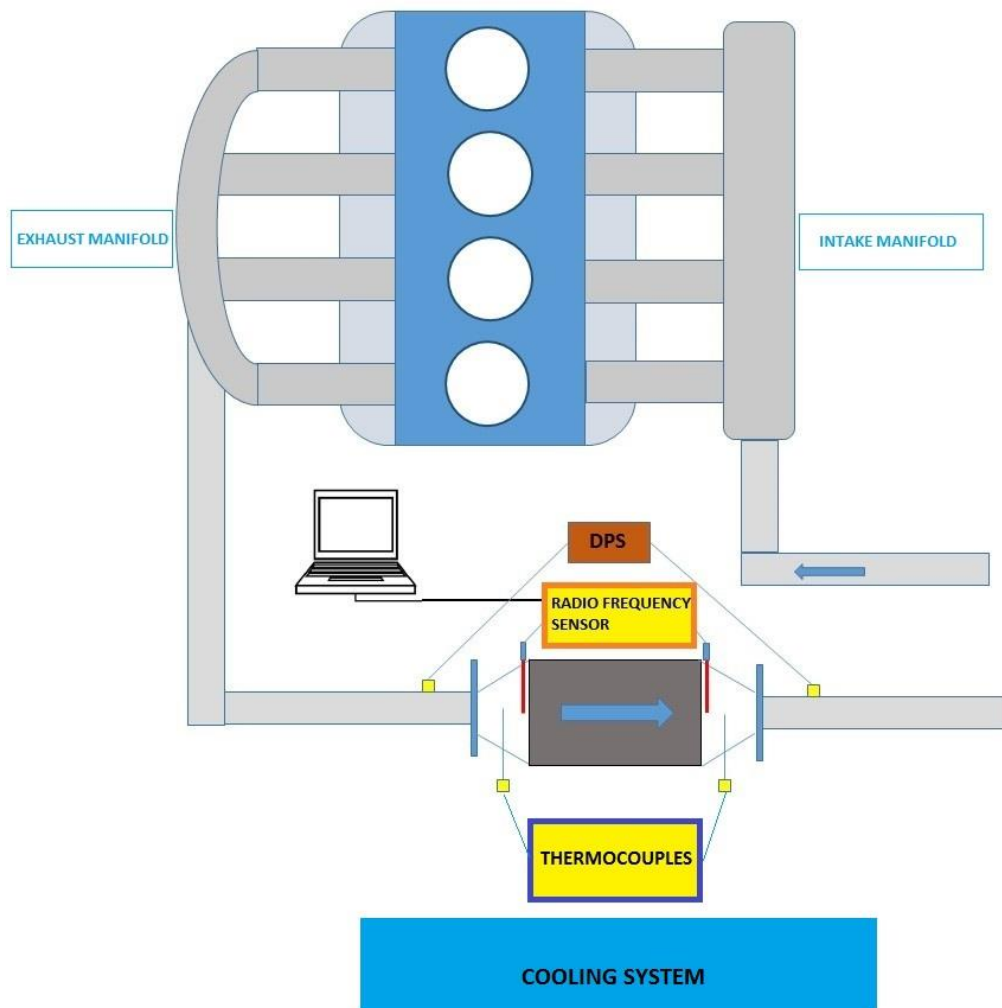 EXHAUST MANIFOLD
INTAKE MANIFOLD
DPS
RADIO FREQUENCY
SENSOR
THERMOCOUPLES
COOLING SYSTEM